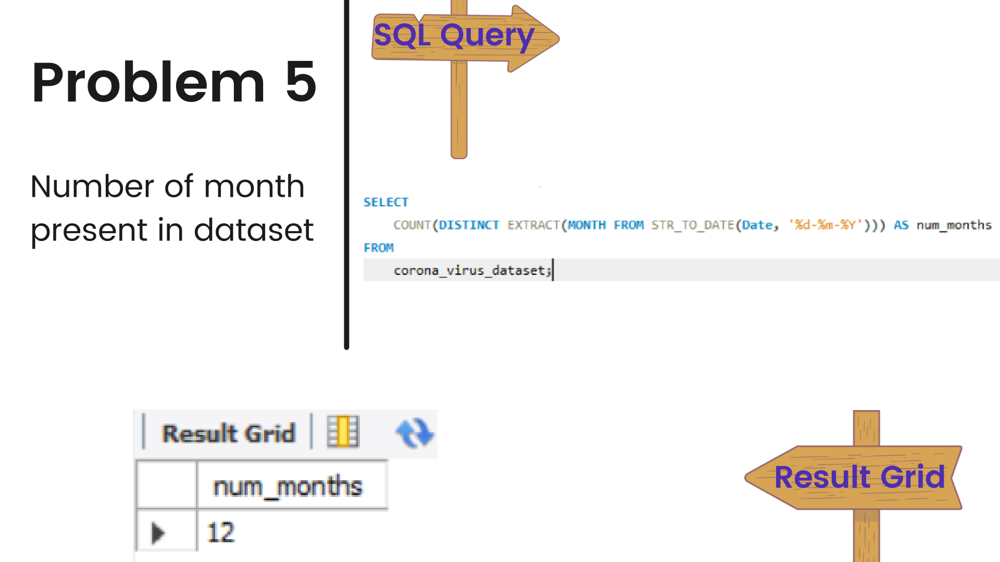 Problem 5
Number of month
present in dataset
SQL Query
SELECT
COUNT(DISTINCT EXTRACT(MONTH FROM STR_TO_DATE(Date, '%d-%m-%Y'))) AS num_months
FROM
corona_virus_dataset;
Result Grid
num_months
12
Result Grid